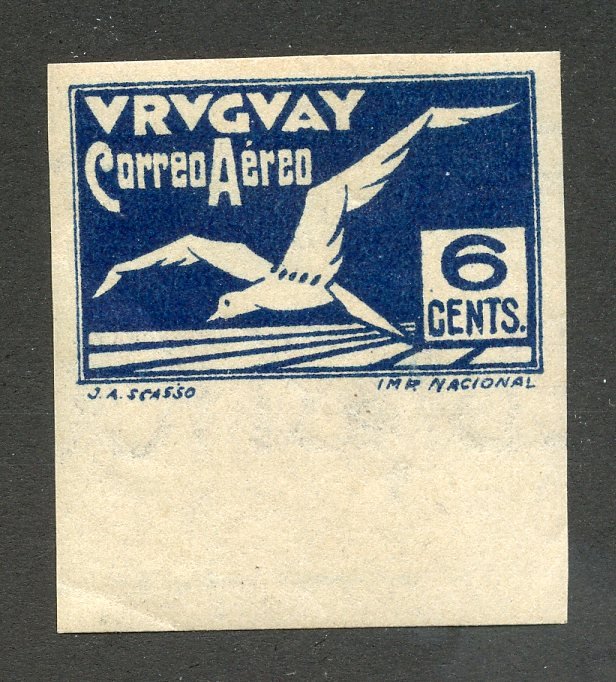 VRVGVAY
Correo Aéreo
6
CENTS.
J.A. SCASSO
IMP. NACIONAL